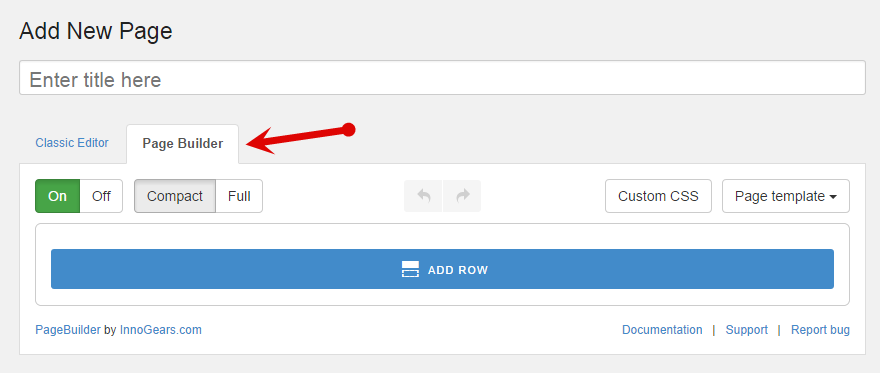 Add New Page
Enter title here
Classic Editor Page Builder
On Off Compact Full Custom CSS Page template
ADD ROW
PageBuilder by InnoGears.com Documentation | Support | Report bug